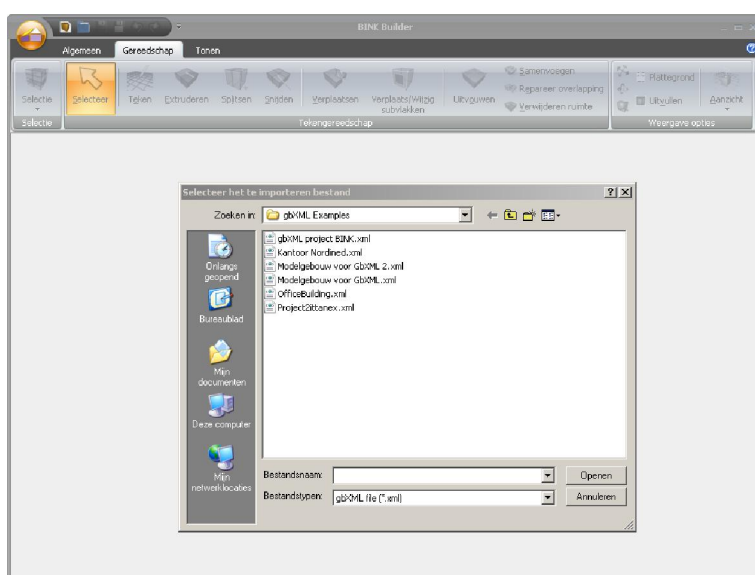 BINK Builder
Algemeen Gereedschap Tonen
Selectie Selecteer Teken Extruderen Splitsen Snijden Verplaatsen Verplaats/Wijzig subvlakken Uitvouwen Samenvoegen Plattegrond Aanzicht
Repareer overlapping
Verwijderen ruimte Uitvullen
Selectie Tekengereedschap Weergave opties
Selecteer het te importeren bestand
Zoeken in: gbXML Examples
gbXML project BINK.xml
Kantoor Nordined.xml
Modelgebouw voor GbXML 2.xml
Modelgebouw voor GbXML.xml
OfficeBuilding.xml
Onlangs geopend
Bureaublad
Mijn documenten
Deze computer
Mijn netwerklocaties
Bestandsnaam: Openen
Bestandstypen: gbXML file (*.xml) Annuleren